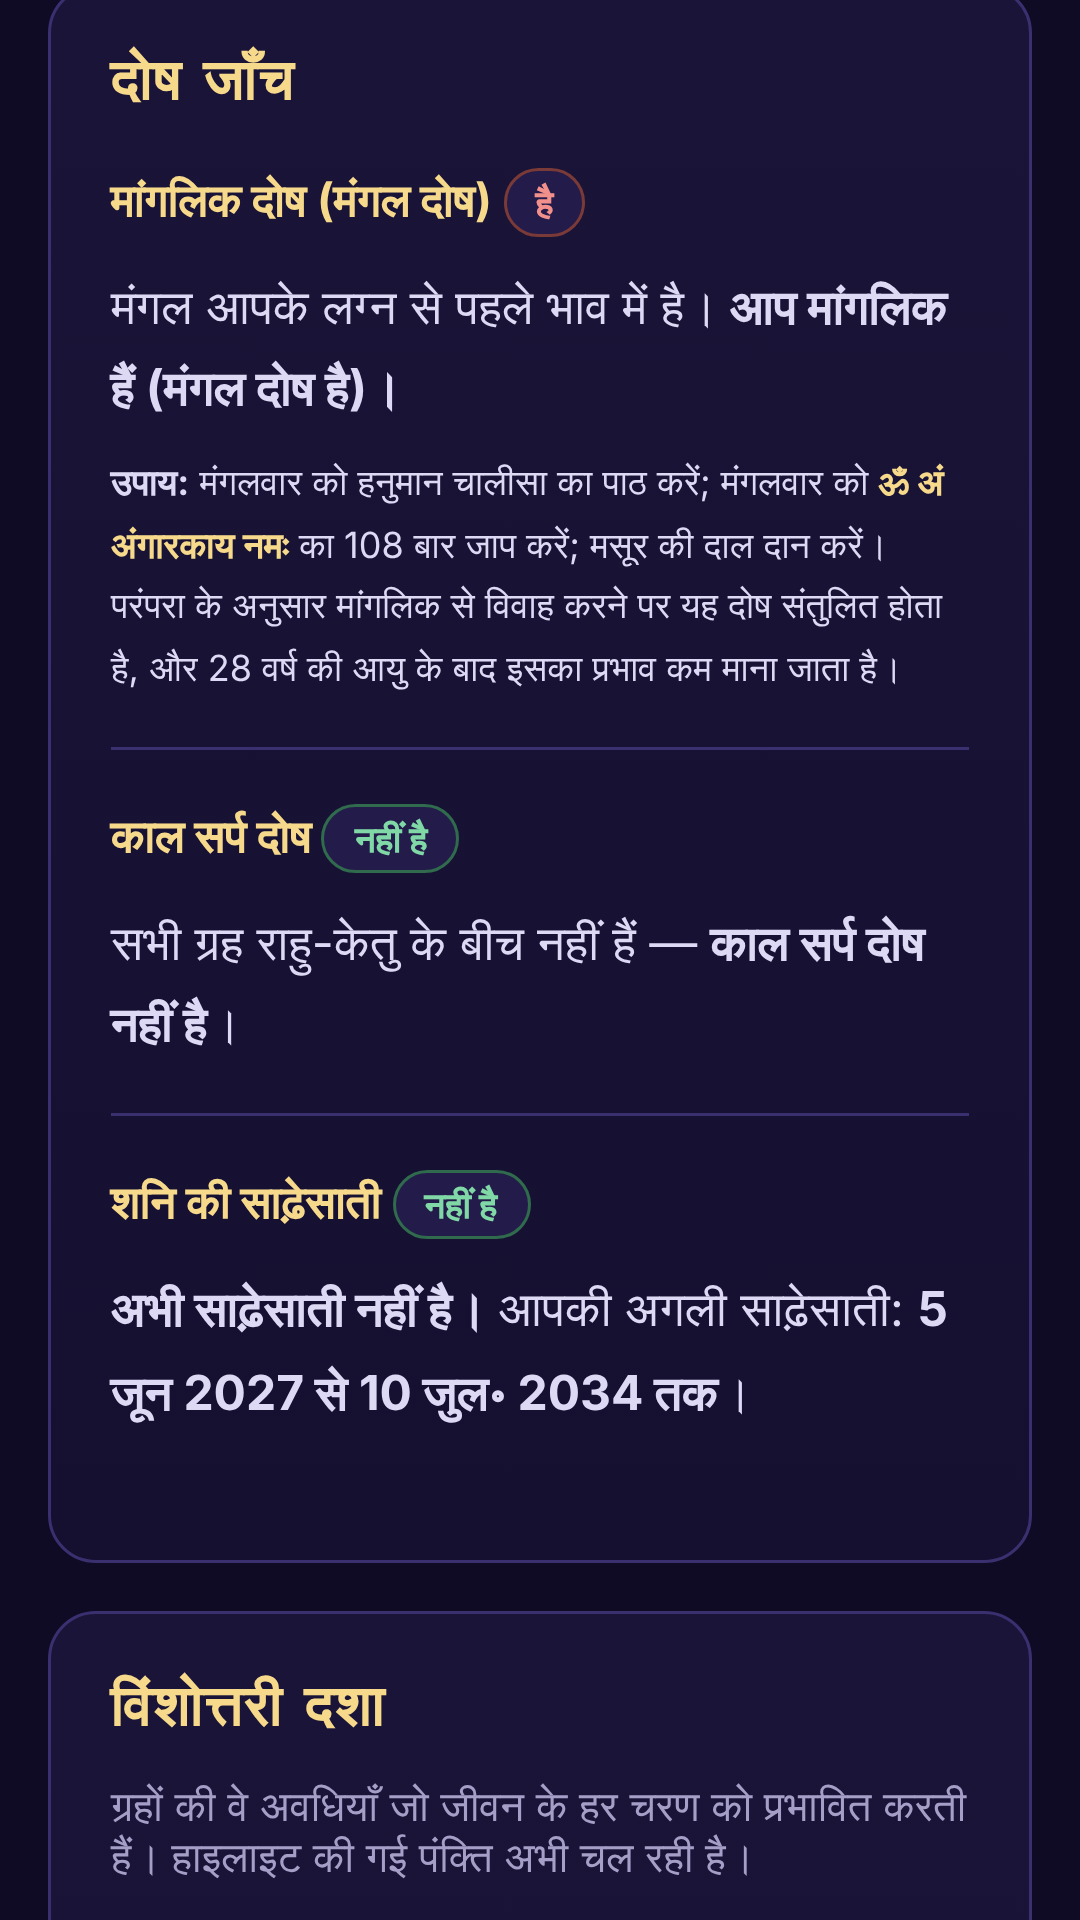 दोष जाँच
मांगलिक दोष (मंगल दोष) है
मंगल आपके लग्न से पहले भाव में है। आप मांगलिक
हैं (मंगल दोष है)।
उपाय: मंगलवार को हनुमान चालीसा का पाठ करें; मंगलवार को ॐ अं
अंगारकाय नमः का 108 बार जाप करें; मसूर की दाल दान करें।
परंपरा के अनुसार मांगलिक से विवाह करने पर यह दोष संतुलित होता
है, और 28 वर्ष की आयु के बाद इसका प्रभाव कम माना जाता है।
काल सर्प दोष नहीं है
सभी ग्रह राहु-केतु के बीच नहीं हैं — काल सर्प दोष
नहीं है।
शनि की साढ़ेसाती नहीं है
अभी साढ़ेसाती नहीं है। आपकी अगली साढ़ेसाती: 5
जून 2027 से 10 जुल॰ 2034 तक।
विंशोत्तरी दशा
ग्रहों की वे अवधियाँ जो जीवन के हर चरण को प्रभावित करती
हैं। हाइलाइट की गई पंक्ति अभी चल रही है।